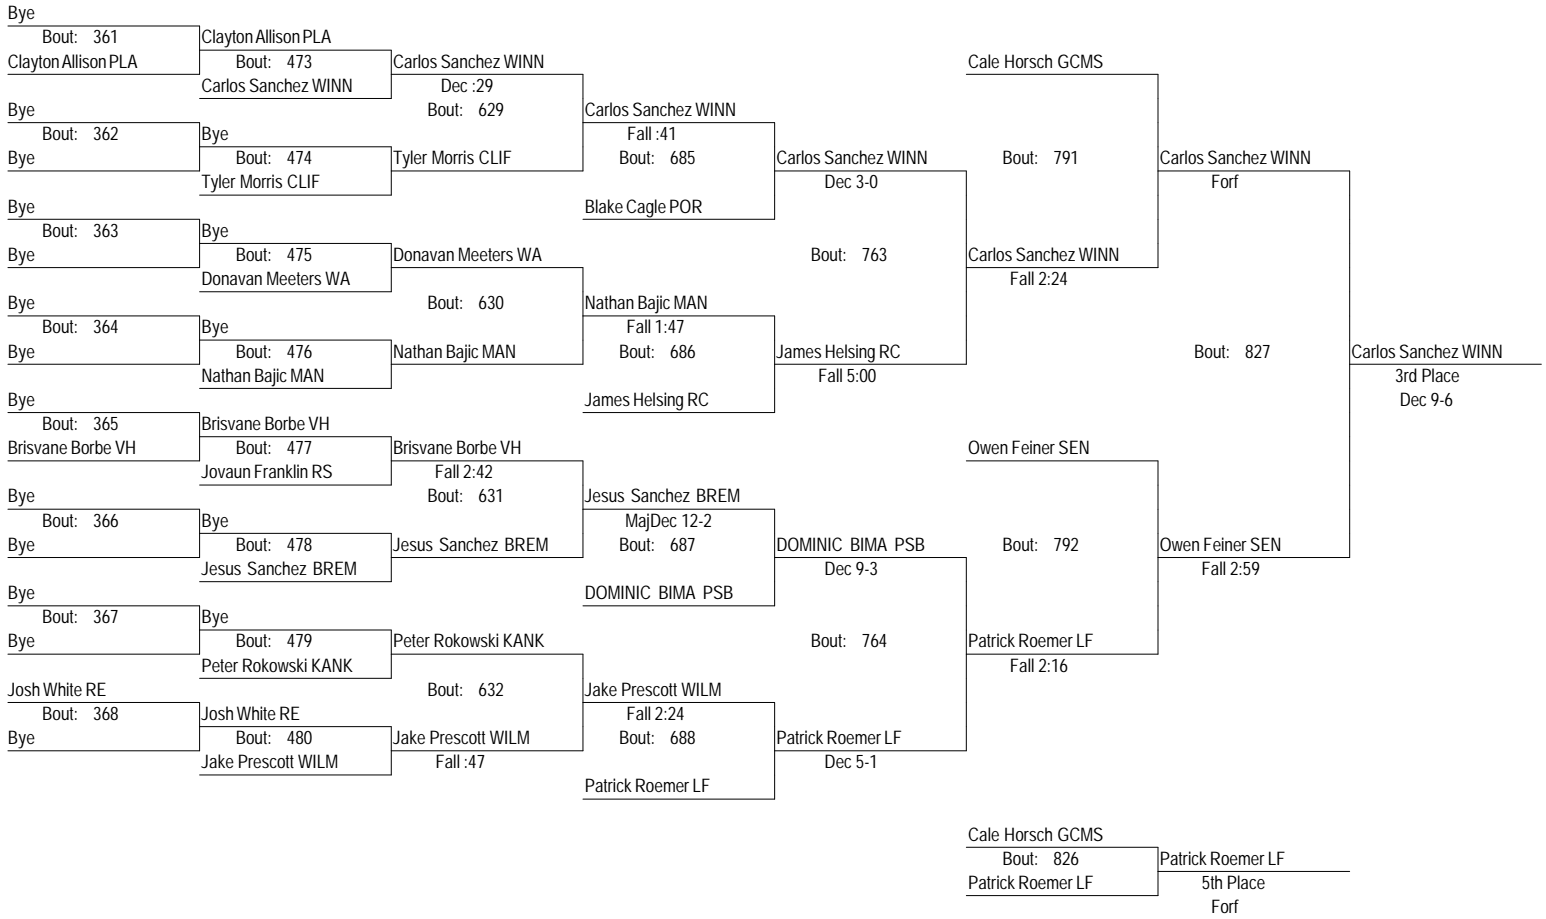 Bye
Bout: 361
Clayton Allison PLA
Bye
Bout: 362
Bye
Bye
Bout: 363
Bye
Bye
Bout: 364
Bye
Bye
Bout: 365
Brisvane Borbe VH
Bye
Bout: 366
Bye
Bye
Bout: 367
Bye
Josh White RE
Bout: 368
Bye
Clayton Allison PLA
Bout: 473
Carlos Sanchez WINN
Bye
Bout: 474
Tyler Morris CLIF
Bye
Bout: 475
Donavan Meeters WA
Bye
Bout: 476
Nathan Bajic MAN
Brisvane Borbe VH
Bout: 477
Jovaun Franklin RS
Bye
Bout: 478
Jesus Sanchez BREM
Bye
Bout: 479
Peter Rokowski KANK
Josh White RE
Bout: 480
Jake Prescott WILM
Carlos Sanchez WINN
Dec :29
Bout: 629
Tyler Morris CLIF
Donavan Meeters WA
Bout: 630
Nathan Bajic MAN
Brisvane Borbe VH
Fall 2:42
Bout: 631
Jesus Sanchez BREM
Peter Rokowski KANK
Bout: 632
Jake Prescott WILM
Fall :47
Carlos Sanchez WINN
Fall :41
Bout: 685
Blake Cagle POR
Nathan Bajic MAN
Fall 1:47
Bout: 686
James Helsing RC
Jesus Sanchez BREM
MajDec 12-2
Bout: 687
DOMINIC BIMA PSB
Jake Prescott WILM
Fall 2:24
Bout: 688
Patrick Roemer LF
Carlos Sanchez WINN
Dec 3-0
Bout: 763
James Helsing RC
Fall 5:00
DOMINIC BIMA PSB
Dec 9-3
Bout: 764
Patrick Roemer LF
Dec 5-1
Cale Horsch GCMS
Bout: 791
Carlos Sanchez WINN
Fall 2:24
Owen Feiner SEN
Bout: 792
Patrick Roemer LF
Fall 2:16
Carlos Sanchez WINN
Forf
Bout: 827
Owen Feiner SEN
Fall 2:59
Carlos Sanchez WINN
3rd Place
Dec 9-6
Cale Horsch GCMS
Bout: 826
Patrick Roemer LF
Patrick Roemer LF
5th Place
Forf